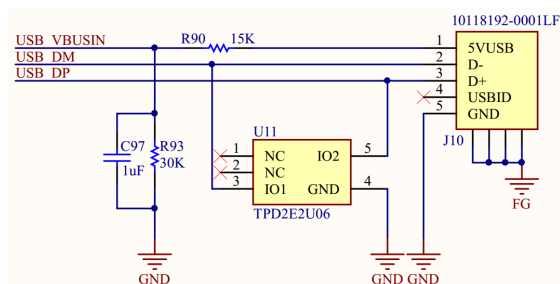 10118192-0001LF
USB_VBUSIN
R90
15K
1
5VUSB
USB_DM
2
D-
USB_DP
3
D+
4
USBID
5
GND
J10
U11
C97
1uF
R93
30K
1
NC
IO2
5
2
NC
3
IO1
GND
4
TPD2E2U06
FG
GND
GND
GND